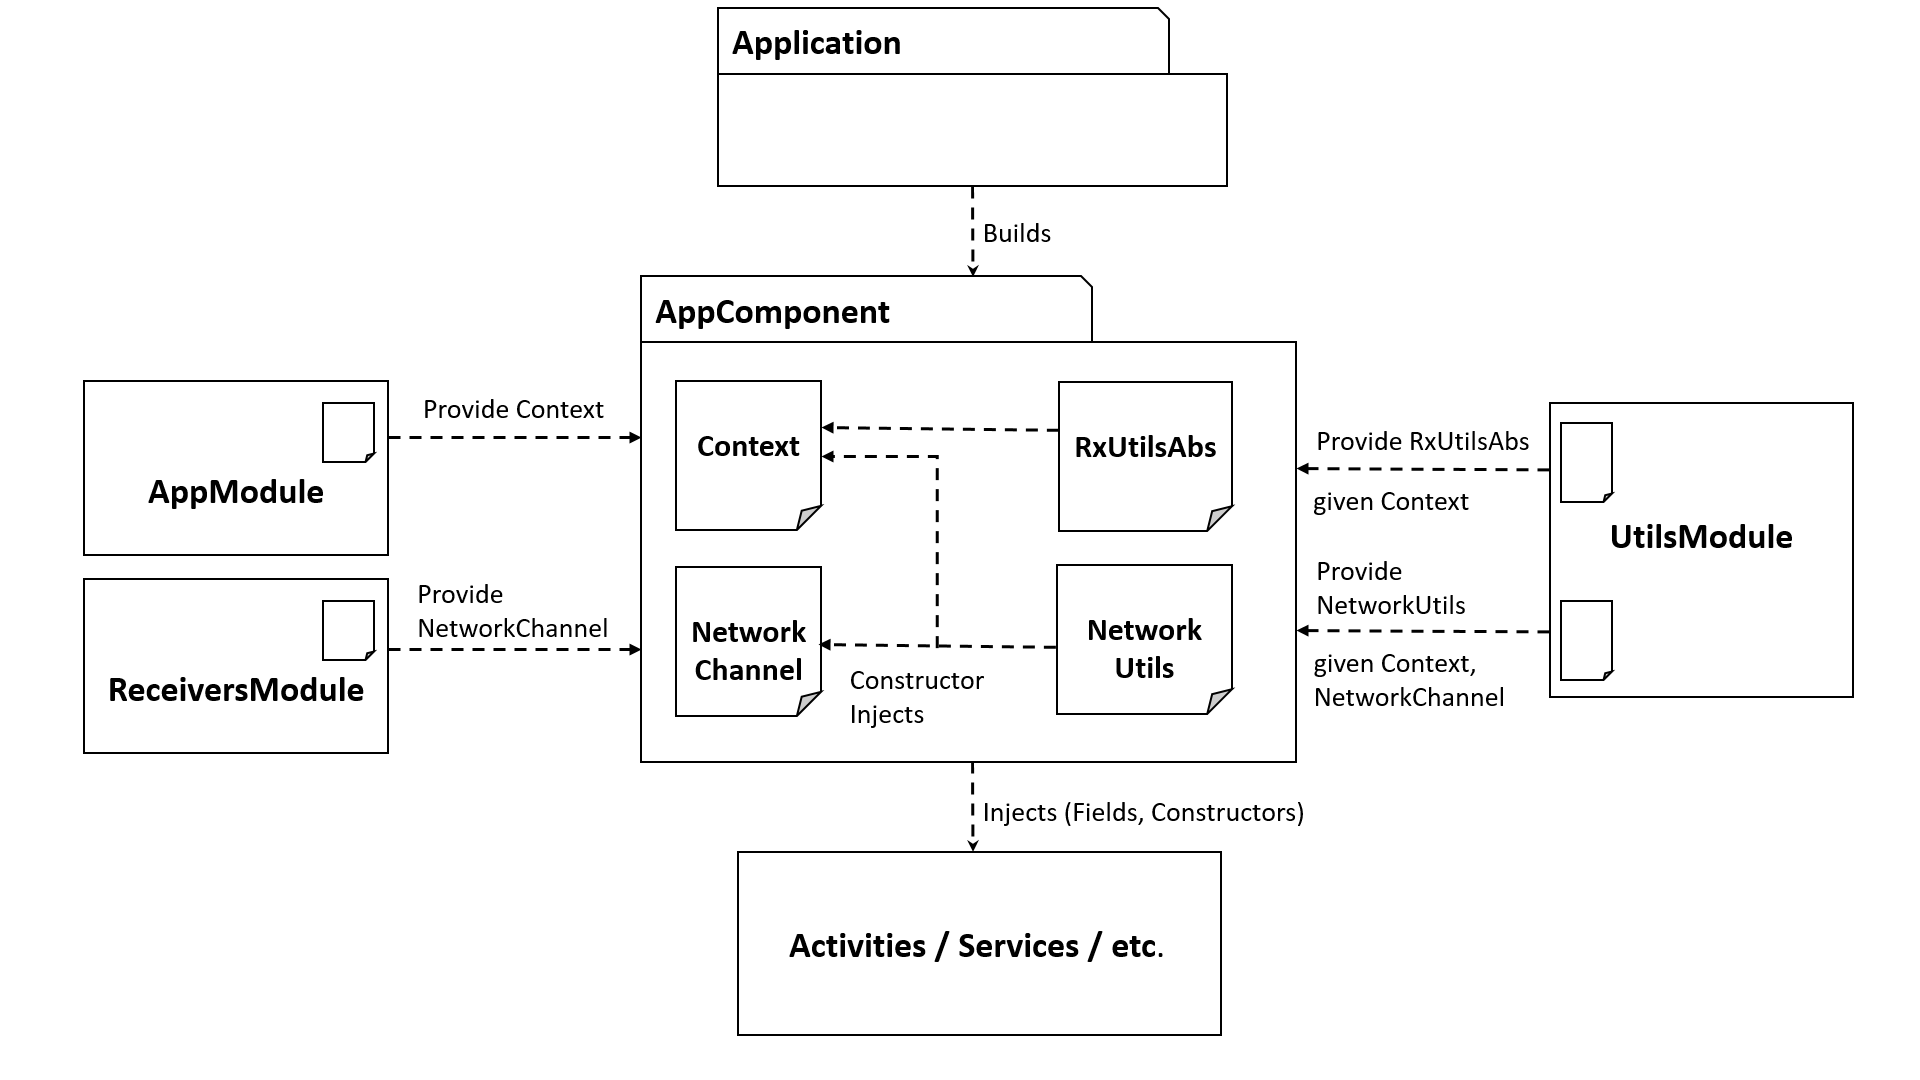 Application
Builds
AppComponent
Provide Context
AppModule
Context
RxUtilsAbs
Provide RxUtilsAbs
given Context
UtilsModule
Provide
NetworkChannel
ReceiversModule
Network
Channel
Constructor
Injects
Network
Utils
Provide
NetworkUtils
given Context,
NetworkChannel
Injects (Fields, Constructors)
Activities / Services / etc.